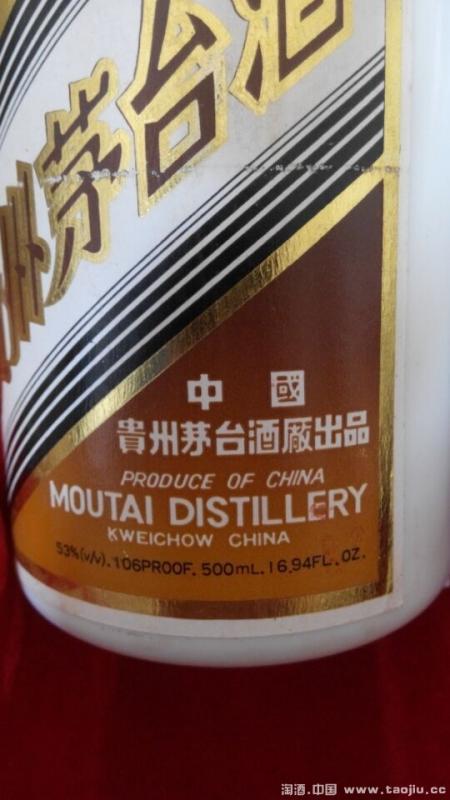 州茅台酒
中國
貴州茅台酒廠出品
PRODUCE OF CHINA
MOUTAI DISTILLERY
KWEICHOW CHINA
53%(v/v). 106PROOF. 500mL. 16.94FL. OZ.
淘酒.中国 www.taojiu.cc